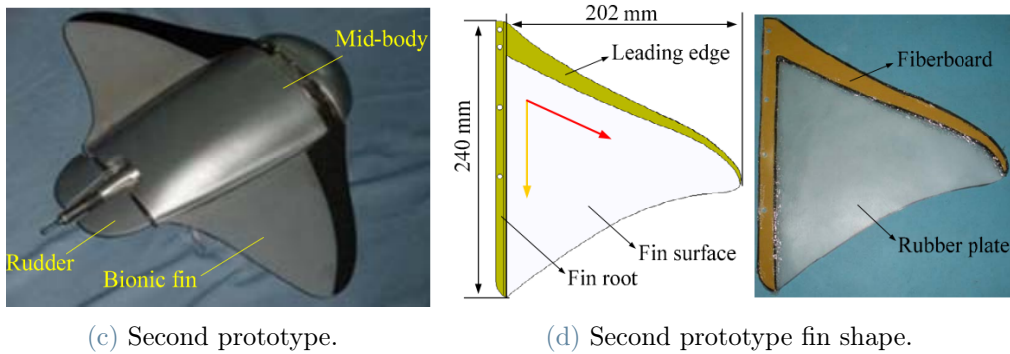 Mid-body
Rudder
Bionic fin
202 mm
Leading edge
240 mm
Fin surface
Fin root
Fiberboard
Rubber plate
(c) Second prototype.
(d) Second prototype fin shape.